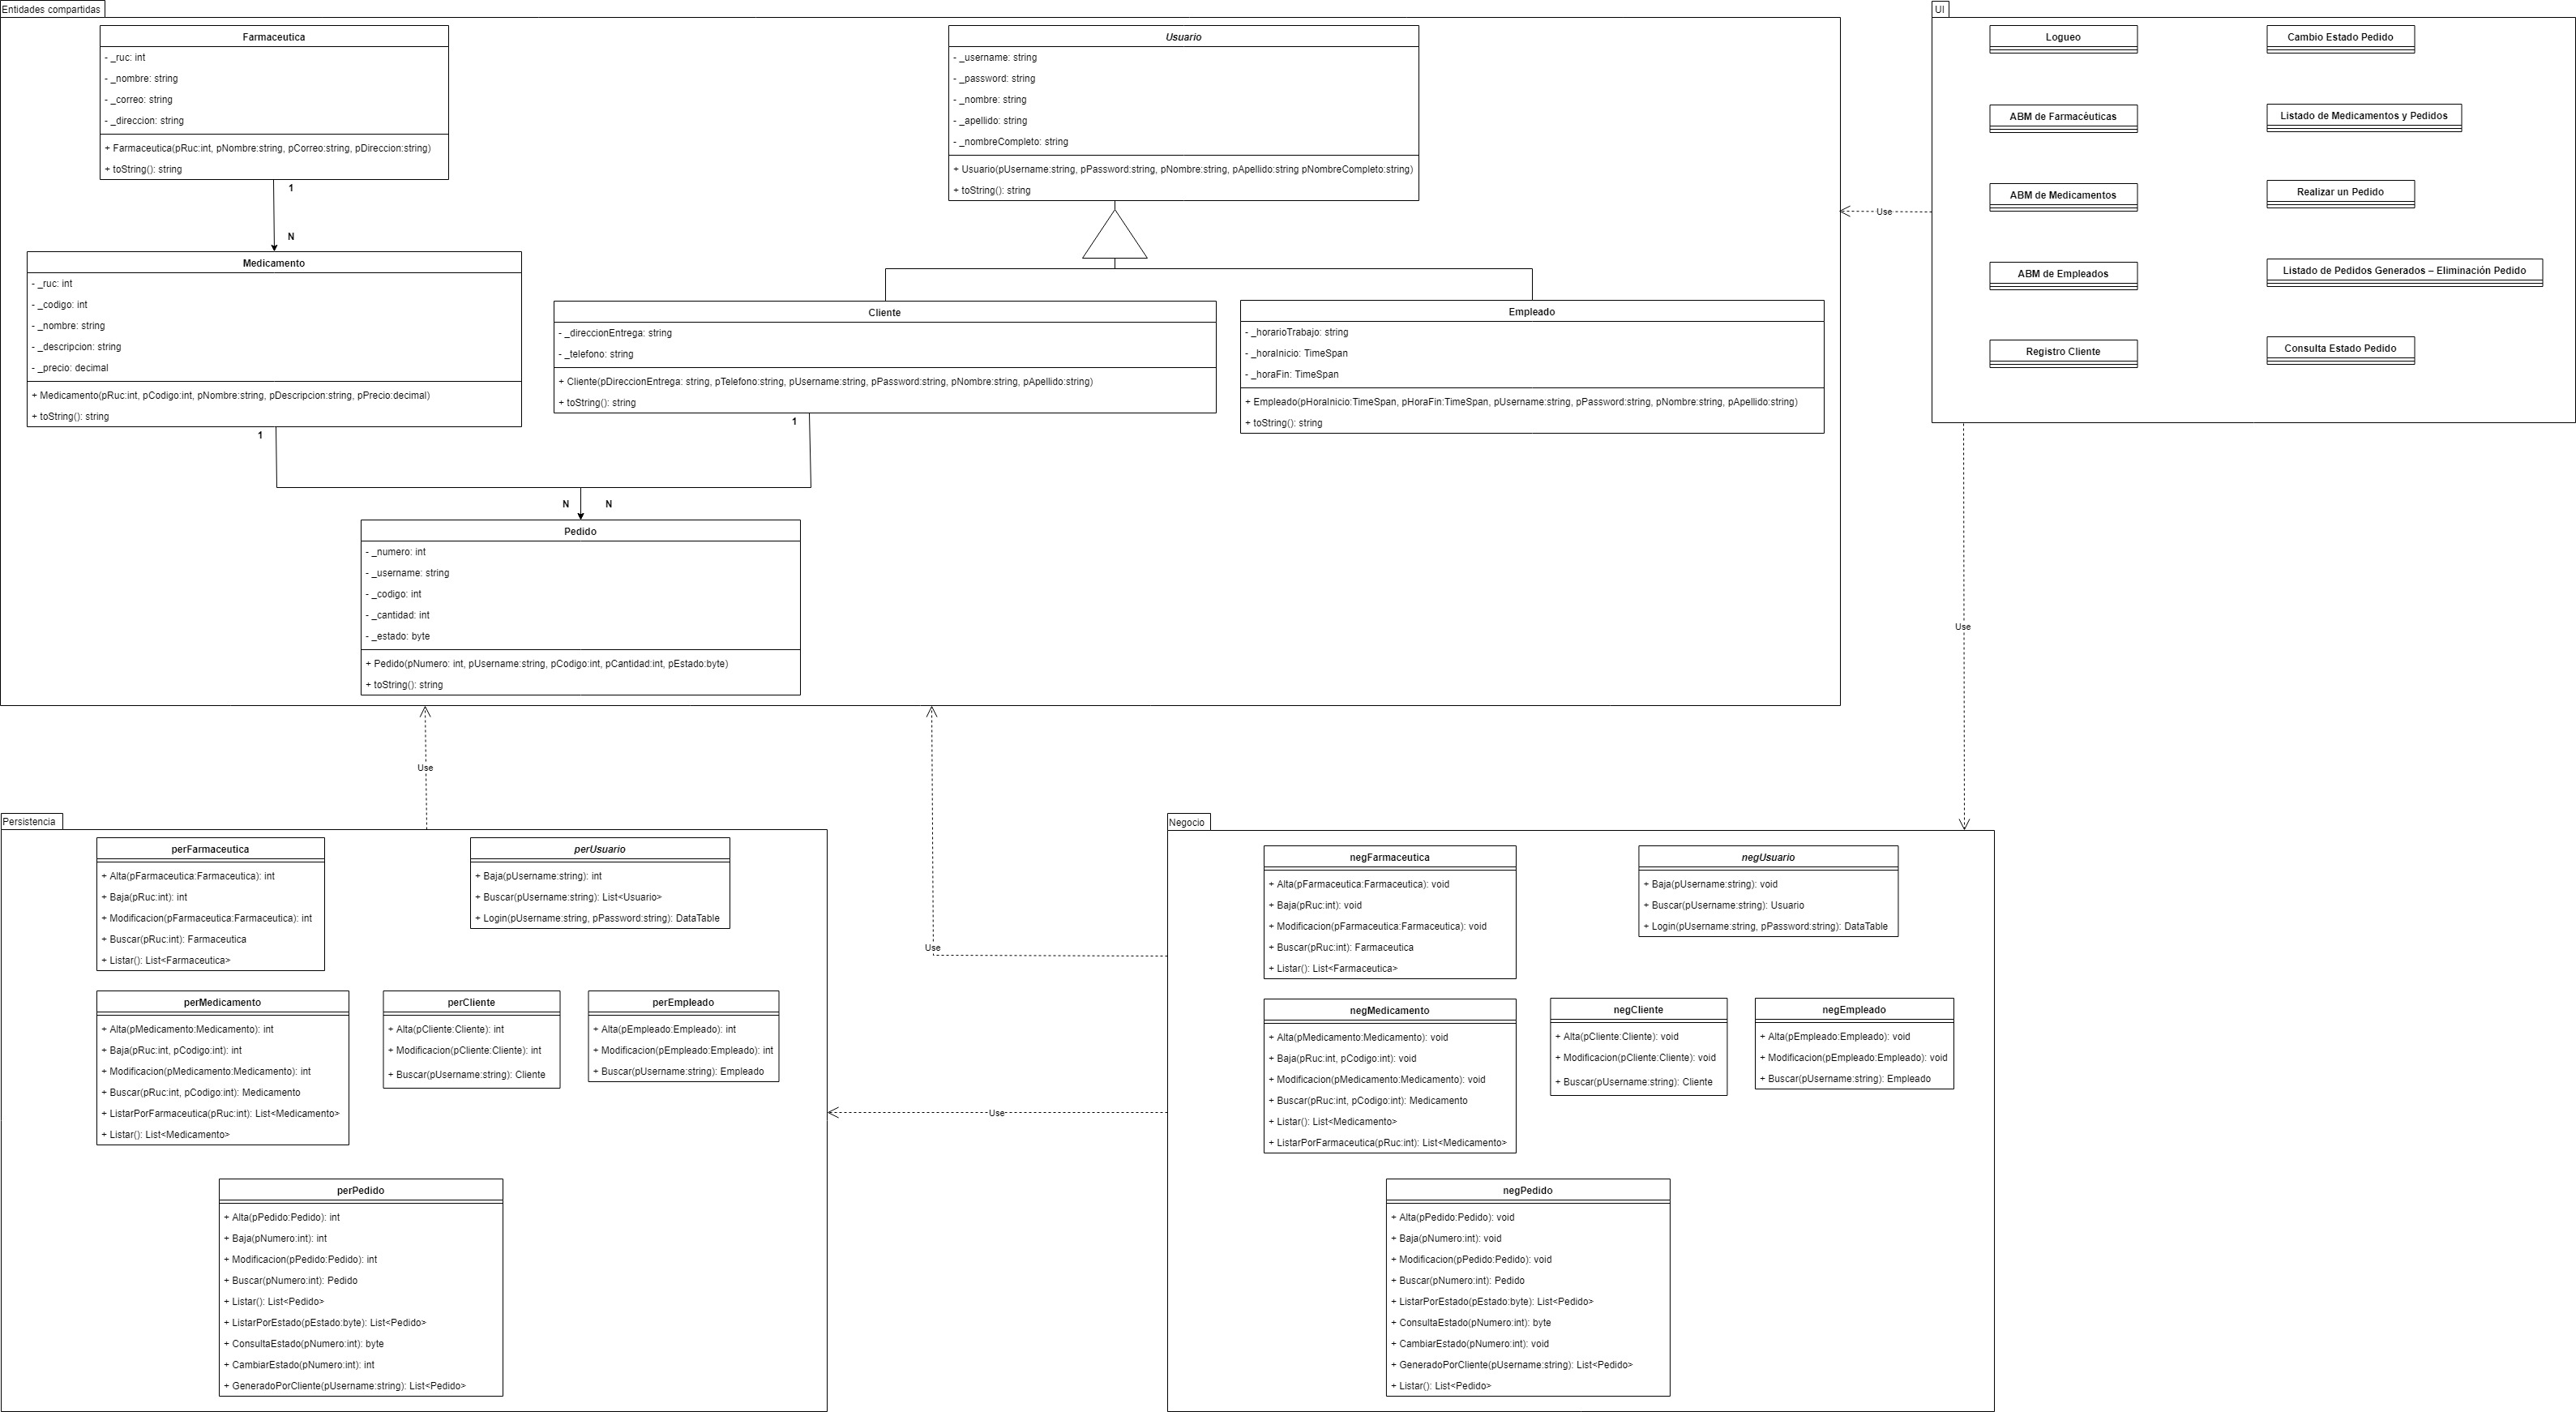 Entidades compartidas
Farmaceutica
- _ruc: int
- _nombre: string
- _correo: string
- _direccion: string
+ Farmaceutica(pRuc:int, pNombre:string, pCorreo:string, pDireccion:string)
+ toString(): string
1
N
Medicamento
- _ruc: int
- _codigo: int
- _nombre: string
- _descripcion: string
- _precio: decimal
+ Medicamento(pRuc:int, pCodigo:int, pNombre:string, pDescripcion:string, pPrecio:decimal)
+ toString(): string
1
Usuario
- _username: string
- _password: string
- _nombre: string
- _apellido: string
- _nombreCompleto: string
+ Usuario(pUsername:string, pPassword:string, pNombre:string, pApellido:string pNombreCompleto:string)
+ toString(): string
Cliente
- _direccionEntrega: string
- _telefono: string
+ Cliente(pDireccionEntrega: string, pTelefono:string, pUsername:string, pPassword:string, pNombre:string, pApellido:string)
+ toString(): string
1
Empleado
- _horarioTrabajo: string
- _horaInicio: TimeSpan
- _horaFin: TimeSpan
+ Empleado(pHoraInicio:TimeSpan, pHoraFin:TimeSpan, pUsername:string, pPassword:string, pNombre:string, pApellido:string)
+ toString(): string
N
N
Pedido
- _numero: int
- _username: string
- _codigo: int
- _cantidad: int
- _estado: byte
+ Pedido(pNumero: int, pUsername:string, pCodigo:int, pCantidad:int, pEstado:byte)
+ toString(): string
Use
UI
Logueo
Cambio Estado Pedido
ABM de Farmacéuticas
Listado de Medicamentos y Pedidos
ABM de Medicamentos
Realizar un Pedido
ABM de Empleados
Listado de Pedidos Generados – Eliminación Pedido
Registro Cliente
Consulta Estado Pedido
Use
Use
Use
Persistencia
perFarmaceutica
+ Alta(pFarmaceutica:Farmaceutica): int
+ Baja(pRuc:int): int
+ Modificacion(pFarmaceutica:Farmaceutica): int
+ Buscar(pRuc:int): Farmaceutica
+ Listar(): List<Farmaceutica>
perUsuario
+ Baja(pUsername:string): int
+ Buscar(pUsername:string): List<Usuario>
+ Login(pUsername:string, pPassword:string): DataTable
perMedicamento
+ Alta(pMedicamento:Medicamento): int
+ Baja(pRuc:int, pCodigo:int): int
+ Modificacion(pMedicamento:Medicamento): int
+ Buscar(pRuc:int, pCodigo:int): Medicamento
+ ListarPorFarmaceutica(pRuc:int): List<Medicamento>
+ Listar(): List<Medicamento>
perCliente
+ Alta(pCliente:Cliente): int
+ Modificacion(pCliente:Cliente): int
+ Buscar(pUsername:string): Cliente
perEmpleado
+ Alta(pEmpleado:Empleado): int
+ Modificacion(pEmpleado:Empleado): int
+ Buscar(pUsername:string): Empleado
perPedido
+ Alta(pPedido:Pedido): int
+ Baja(pNumero:int): int
+ Modificacion(pPedido:Pedido): int
+ Buscar(pNumero:int): Pedido
+ Listar(): List<Pedido>
+ ListarPorEstado(pEstado:byte): List<Pedido>
+ ConsultaEstado(pNumero:int): byte
+ CambiarEstado(pNumero:int): int
+ GeneradoPorCliente(pUsername:string): List<Pedido>
Use
Negocio
negFarmaceutica
+ Alta(pFarmaceutica:Farmaceutica): void
+ Baja(pRuc:int): void
+ Modificacion(pFarmaceutica:Farmaceutica): void
+ Buscar(pRuc:int): Farmaceutica
+ Listar(): List<Farmaceutica>
negUsuario
+ Baja(pUsername:string): void
+ Buscar(pUsername:string): Usuario
+ Login(pUsername:string, pPassword:string): DataTable
negMedicamento
+ Alta(pMedicamento:Medicamento): void
+ Baja(pRuc:int, pCodigo:int): void
+ Modificacion(pMedicamento:Medicamento): void
+ Buscar(pRuc:int, pCodigo:int): Medicamento
+ Listar(): List<Medicamento>
+ ListarPorFarmaceutica(pRuc:int): List<Medicamento>
negCliente
+ Alta(pCliente:Cliente): void
+ Modificacion(pCliente:Cliente): void
+ Buscar(pUsername:string): Cliente
negEmpleado
+ Alta(pEmpleado:Empleado): void
+ Modificacion(pEmpleado:Empleado): void
+ Buscar(pUsername:string): Empleado
negPedido
+ Alta(pPedido:Pedido): void
+ Baja(pNumero:int): void
+ Modificacion(pPedido:Pedido): void
+ Buscar(pNumero:int): Pedido
+ ListarPorEstado(pEstado:byte): List<Pedido>
+ ConsultaEstado(pNumero:int): byte
+ CambiarEstado(pNumero:int): void
+ GeneradoPorCliente(pUsername:string): List<Pedido>
+ Listar(): List<Pedido>